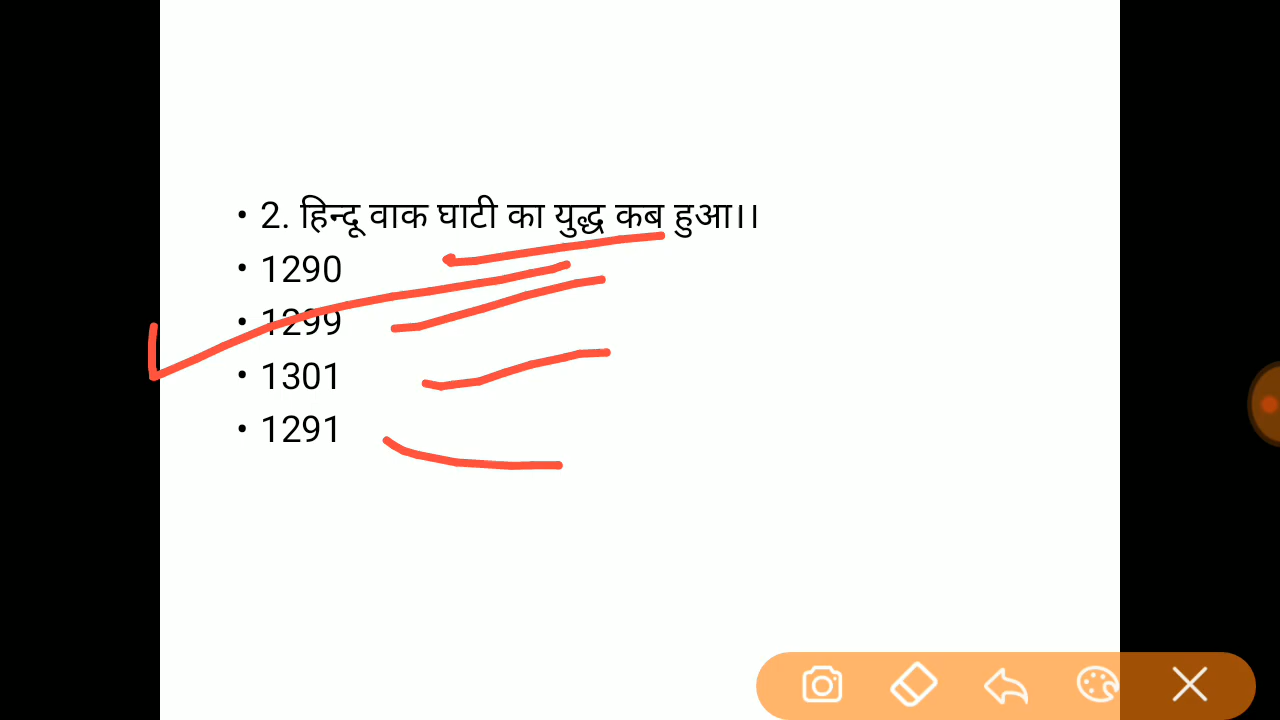 • 2. हिन्दू वाक घाटी का युद्ध कब हुआ।।
• 1290
• 1299
• 1301
• 1291